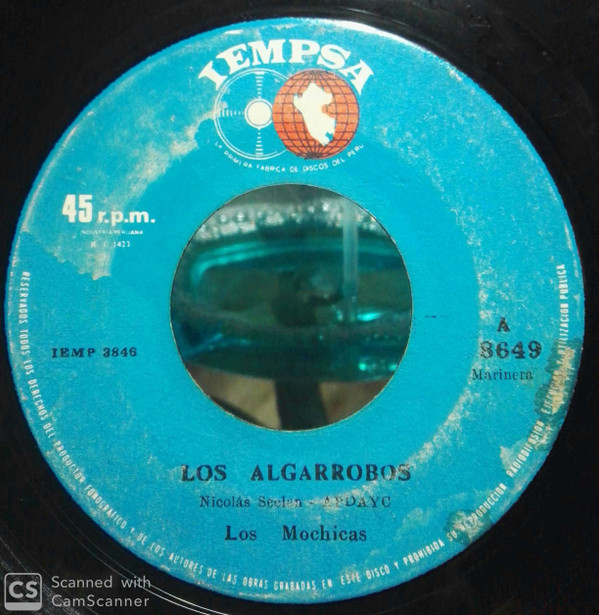 IEMPSA
LA PRIMERA FABRICA DE DISCOS DEL PERU
45 r.p.m.
INDUSTRIA PERUANA
1423
IEMP 3846
A
8649
Marinera
LOS ALGARROBOS
Nicolás Seclen - APDAYC
Los Mochicas
RESERVADOS TODOS LOS DERECHOS DEL PRODUCTOR FONOGRAFICO Y DE LOS AUTORES DE LAS OBRAS GRABADAS EN ESTE DISCO Y PROHIBIDA SU REPRODUCCION RADIODIFUSION UTILIZACION PUBLICA
CS Scanned with
CamScanner